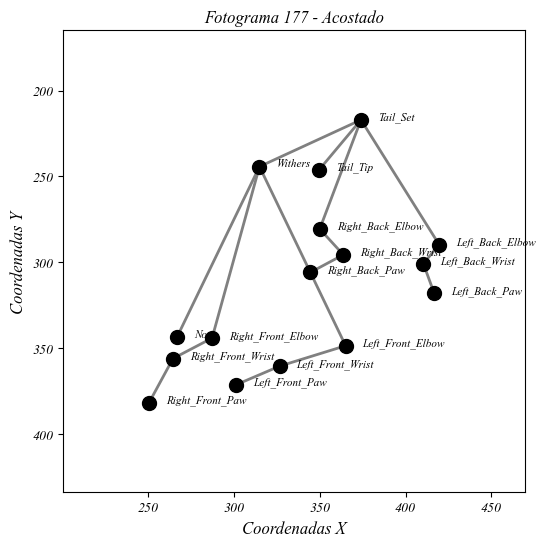 Fotograma 177 - Acostado
Coordenadas Y
200
250
300
350
400
Tail_Set
Withers
Tail_Tip
Right_Back_Elbow
Left_Back_Elbow
Right_Back_Wrist
Left_Back_Wrist
Right_Back_Paw
Left_Back_Paw
Right_Front_Elbow
Left_Front_Elbow
Right_Front_Wrist
Left_Front_Wrist
Left_Front_Paw
Right_Front_Paw
250
300
350
400
450
Coordenadas X